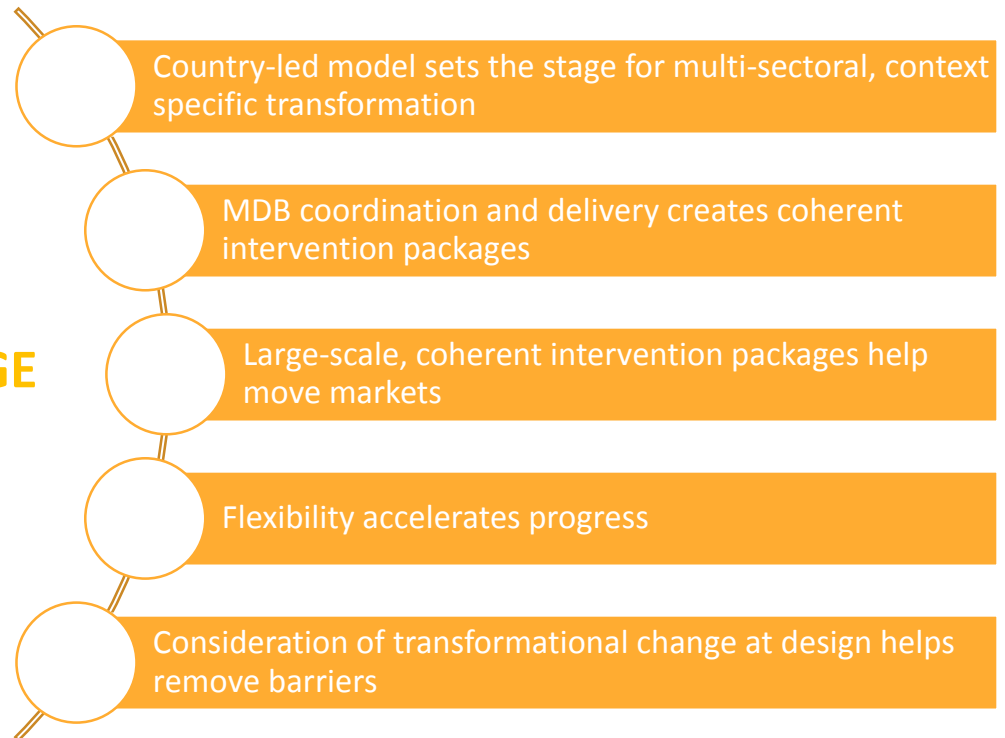 Country-led model sets the stage for multi-sectoral, context
specific transformation
MDB coordination and delivery creates coherent
intervention packages
GE
Large-scale, coherent intervention packages help
move markets
Flexibility accelerates progress
Consideration of transformational change at design helps
remove barriers